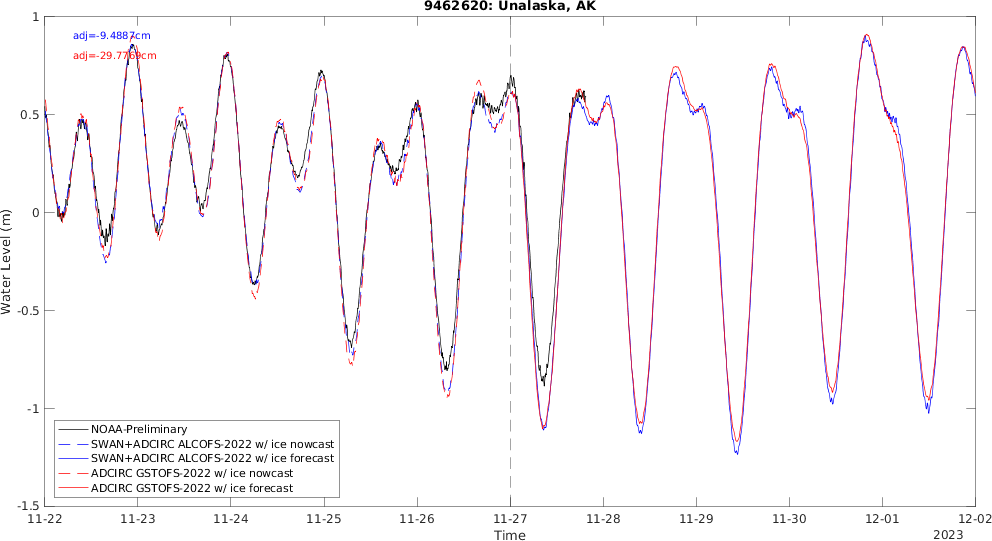 9462620: Unalaska, AK
adj=-9.4887cm
adj=-29.7769cm
Water Level (m)
1
0.5
0
-0.5
-1
-1.5
NOAA-Preliminary
SWAN+ADCIRC ALCOFS-2022 w/ ice nowcast
SWAN+ADCIRC ALCOFS-2022 w/ ice forecast
ADCIRC GSTOFS-2022 w/ ice nowcast
ADCIRC GSTOFS-2022 w/ ice forecast
11-22 11-23 11-24 11-25 11-26 11-27 11-28 11-29 11-30 12-01 12-02
Time
2023